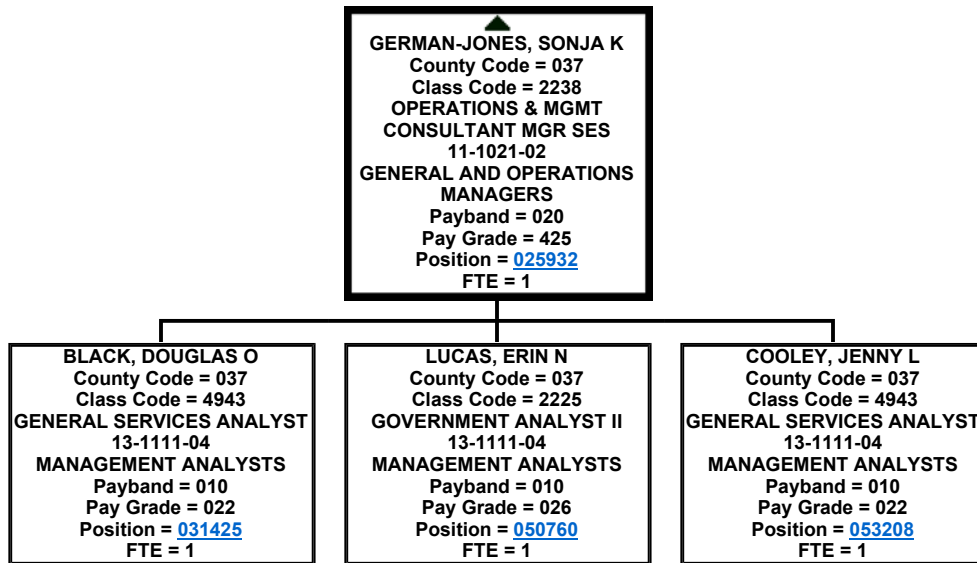 GERMAN-JONES, SONJA K
County Code = 037
Class Code = 2238
OPERATIONS & MGMT
CONSULTANT MGR SES
11-1021-02
GENERAL AND OPERATIONS
MANAGERS
Payband = 020
Pay Grade = 425
Position = 025932
FTE = 1
BLACK, DOUGLAS O
County Code = 037
Class Code = 4943
GENERAL SERVICES ANALYST
13-1111-04
MANAGEMENT ANALYSTS
Payband = 010
Pay Grade = 022
Position = 031425
FTE = 1
LUCAS, ERIN N
County Code = 037
Class Code = 2225
GOVERNMENT ANALYST II
13-1111-04
MANAGEMENT ANALYSTS
Payband = 010
Pay Grade = 026
Position = 050760
FTE = 1
COOLEY, JENNY L
County Code = 037
Class Code = 4943
GENERAL SERVICES ANALYST
13-1111-04
MANAGEMENT ANALYSTS
Payband = 010
Pay Grade = 022
Position = 053208
FTE = 1